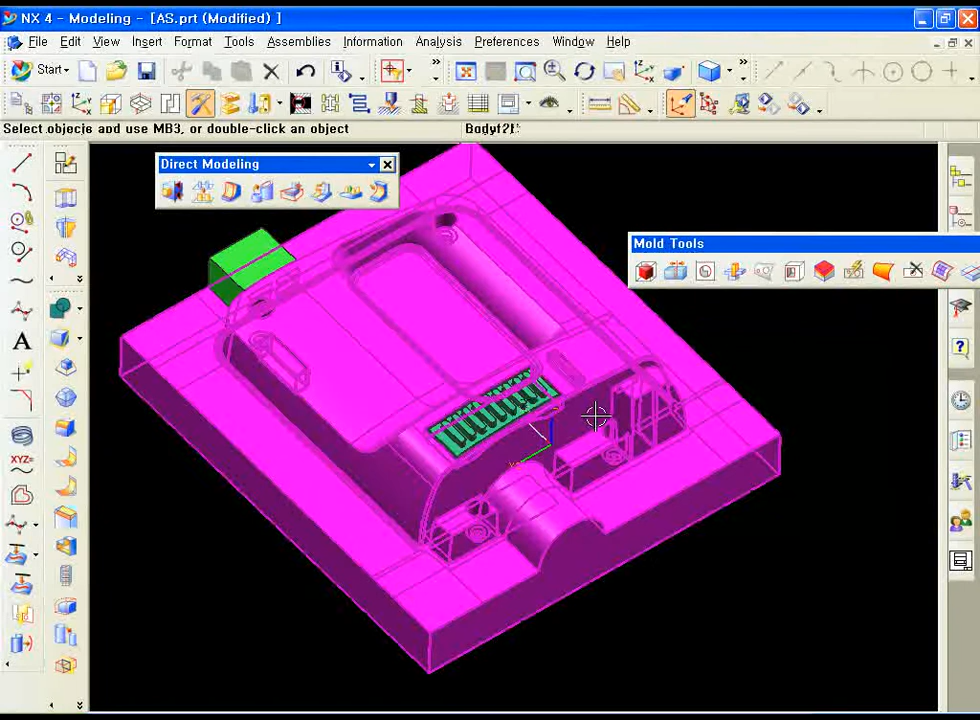 NX 4 - Modeling - [AS.prt (Modified) ]
File Edit View Insert Format Tools Assemblies Information Analysis Preferences Window Help
Start
Select objects and use MB3, or double-click an object
Direct Modeling
Mold Tools
A
XYZ=